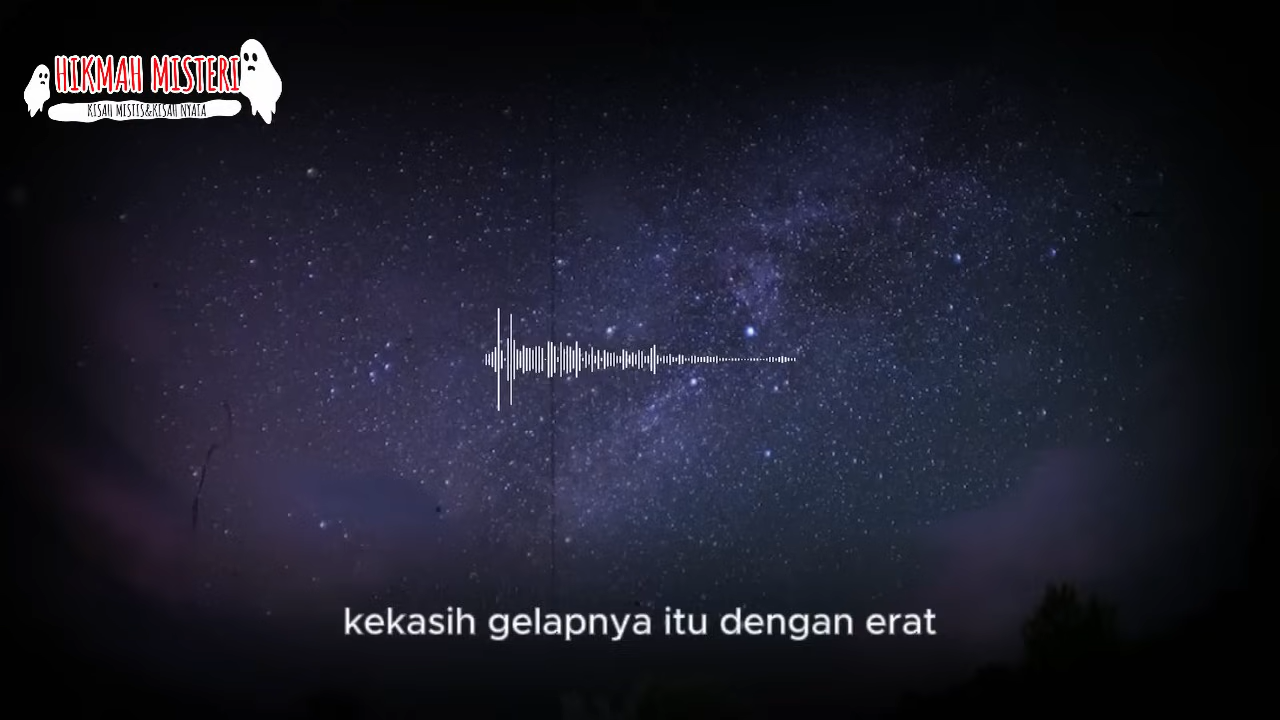 HIKMAH MISTERI
KISAH MISTIS&KISAH NYATA
kekasih gelapnya itu dengan erat